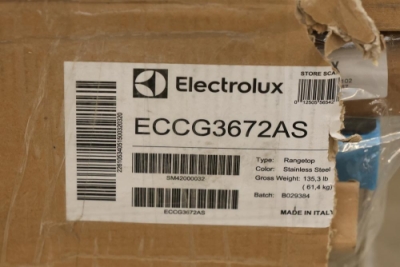 STORE SCA
Electrolux
ECCG3672AS
SM42000032
ECCG3672AS
Type: Rangetop
Color: Stainless Steel
Gross Weight: 135,3 lb
( 61,4 kg)
Batch: B029384
MADE IN ITALY